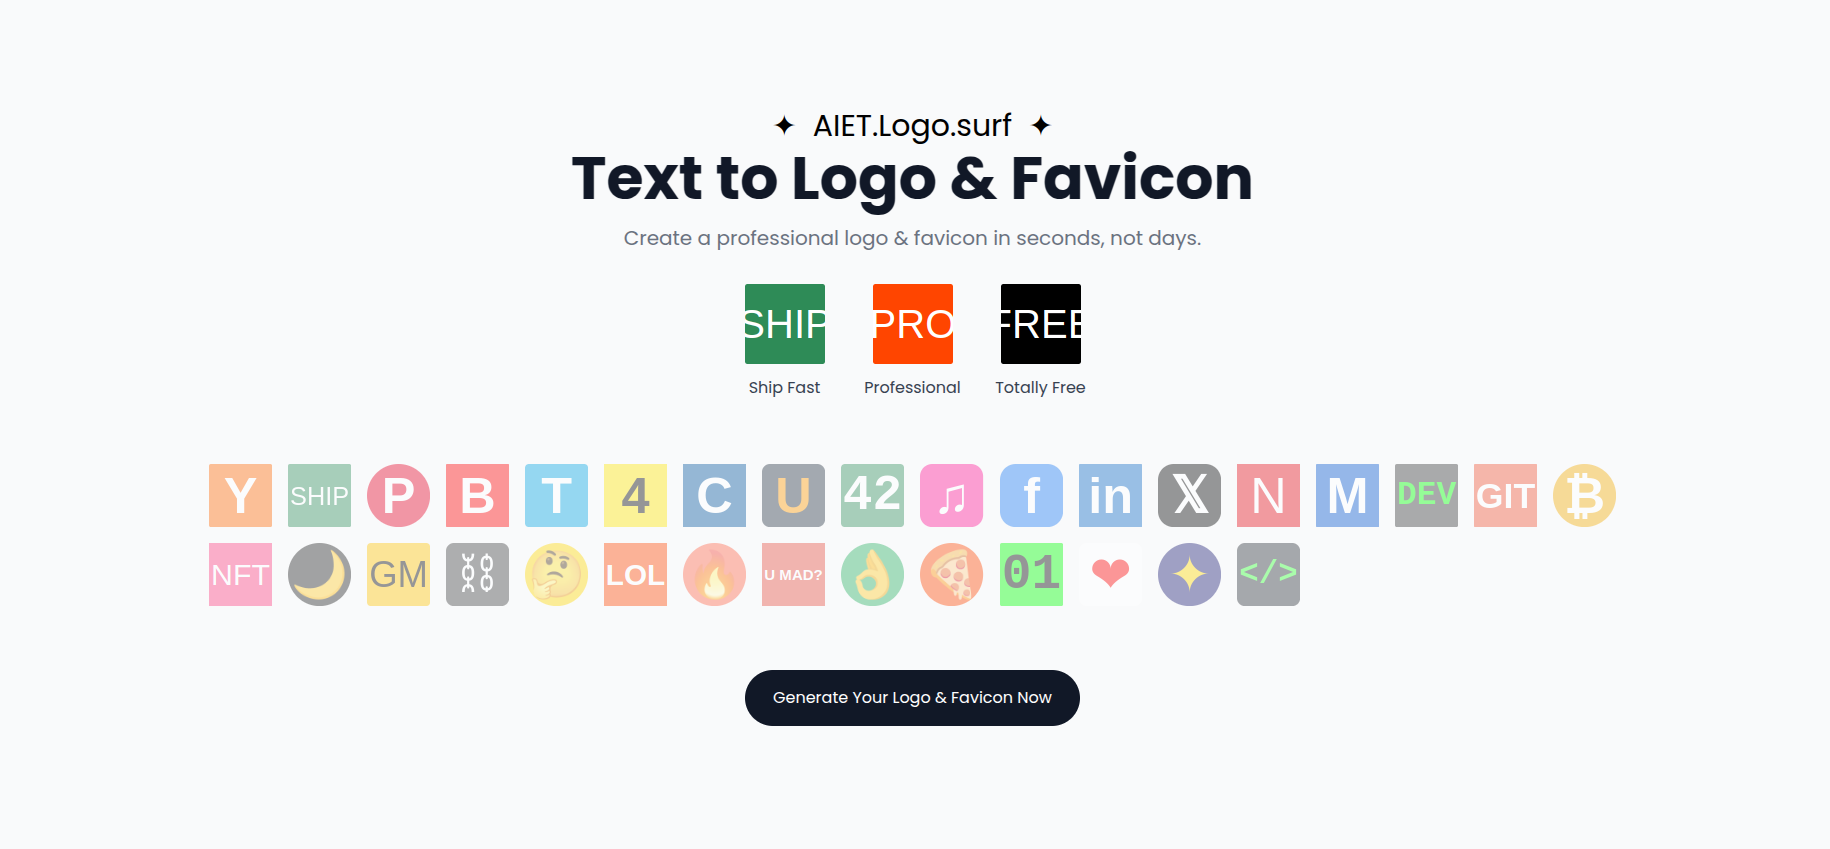 ✦ AIET.Logo.surf ✦
Text to Logo & Favicon
Create a professional logo & favicon in seconds, not days.
SHIP PRO FREE
Ship Fast Professional Totally Free
Y SHIP P B T 4 C U 42 ♫ f in 𝕏 N M DEV GIT ₿
NFT GM LOL U MAD? 01 ❤ ✦ </>
Generate Your Logo & Favicon Now